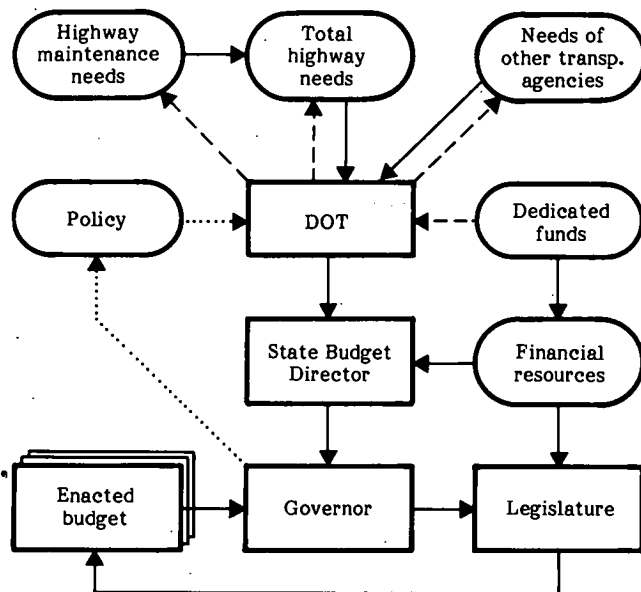 Highway
maintenance
needs
Total
highway
needs
Needs of
other transp.
agencies
Policy
DOT
Dedicated
funds
State Budget
Director
Financial
resources
Enacted
budget
Governor
Legislature